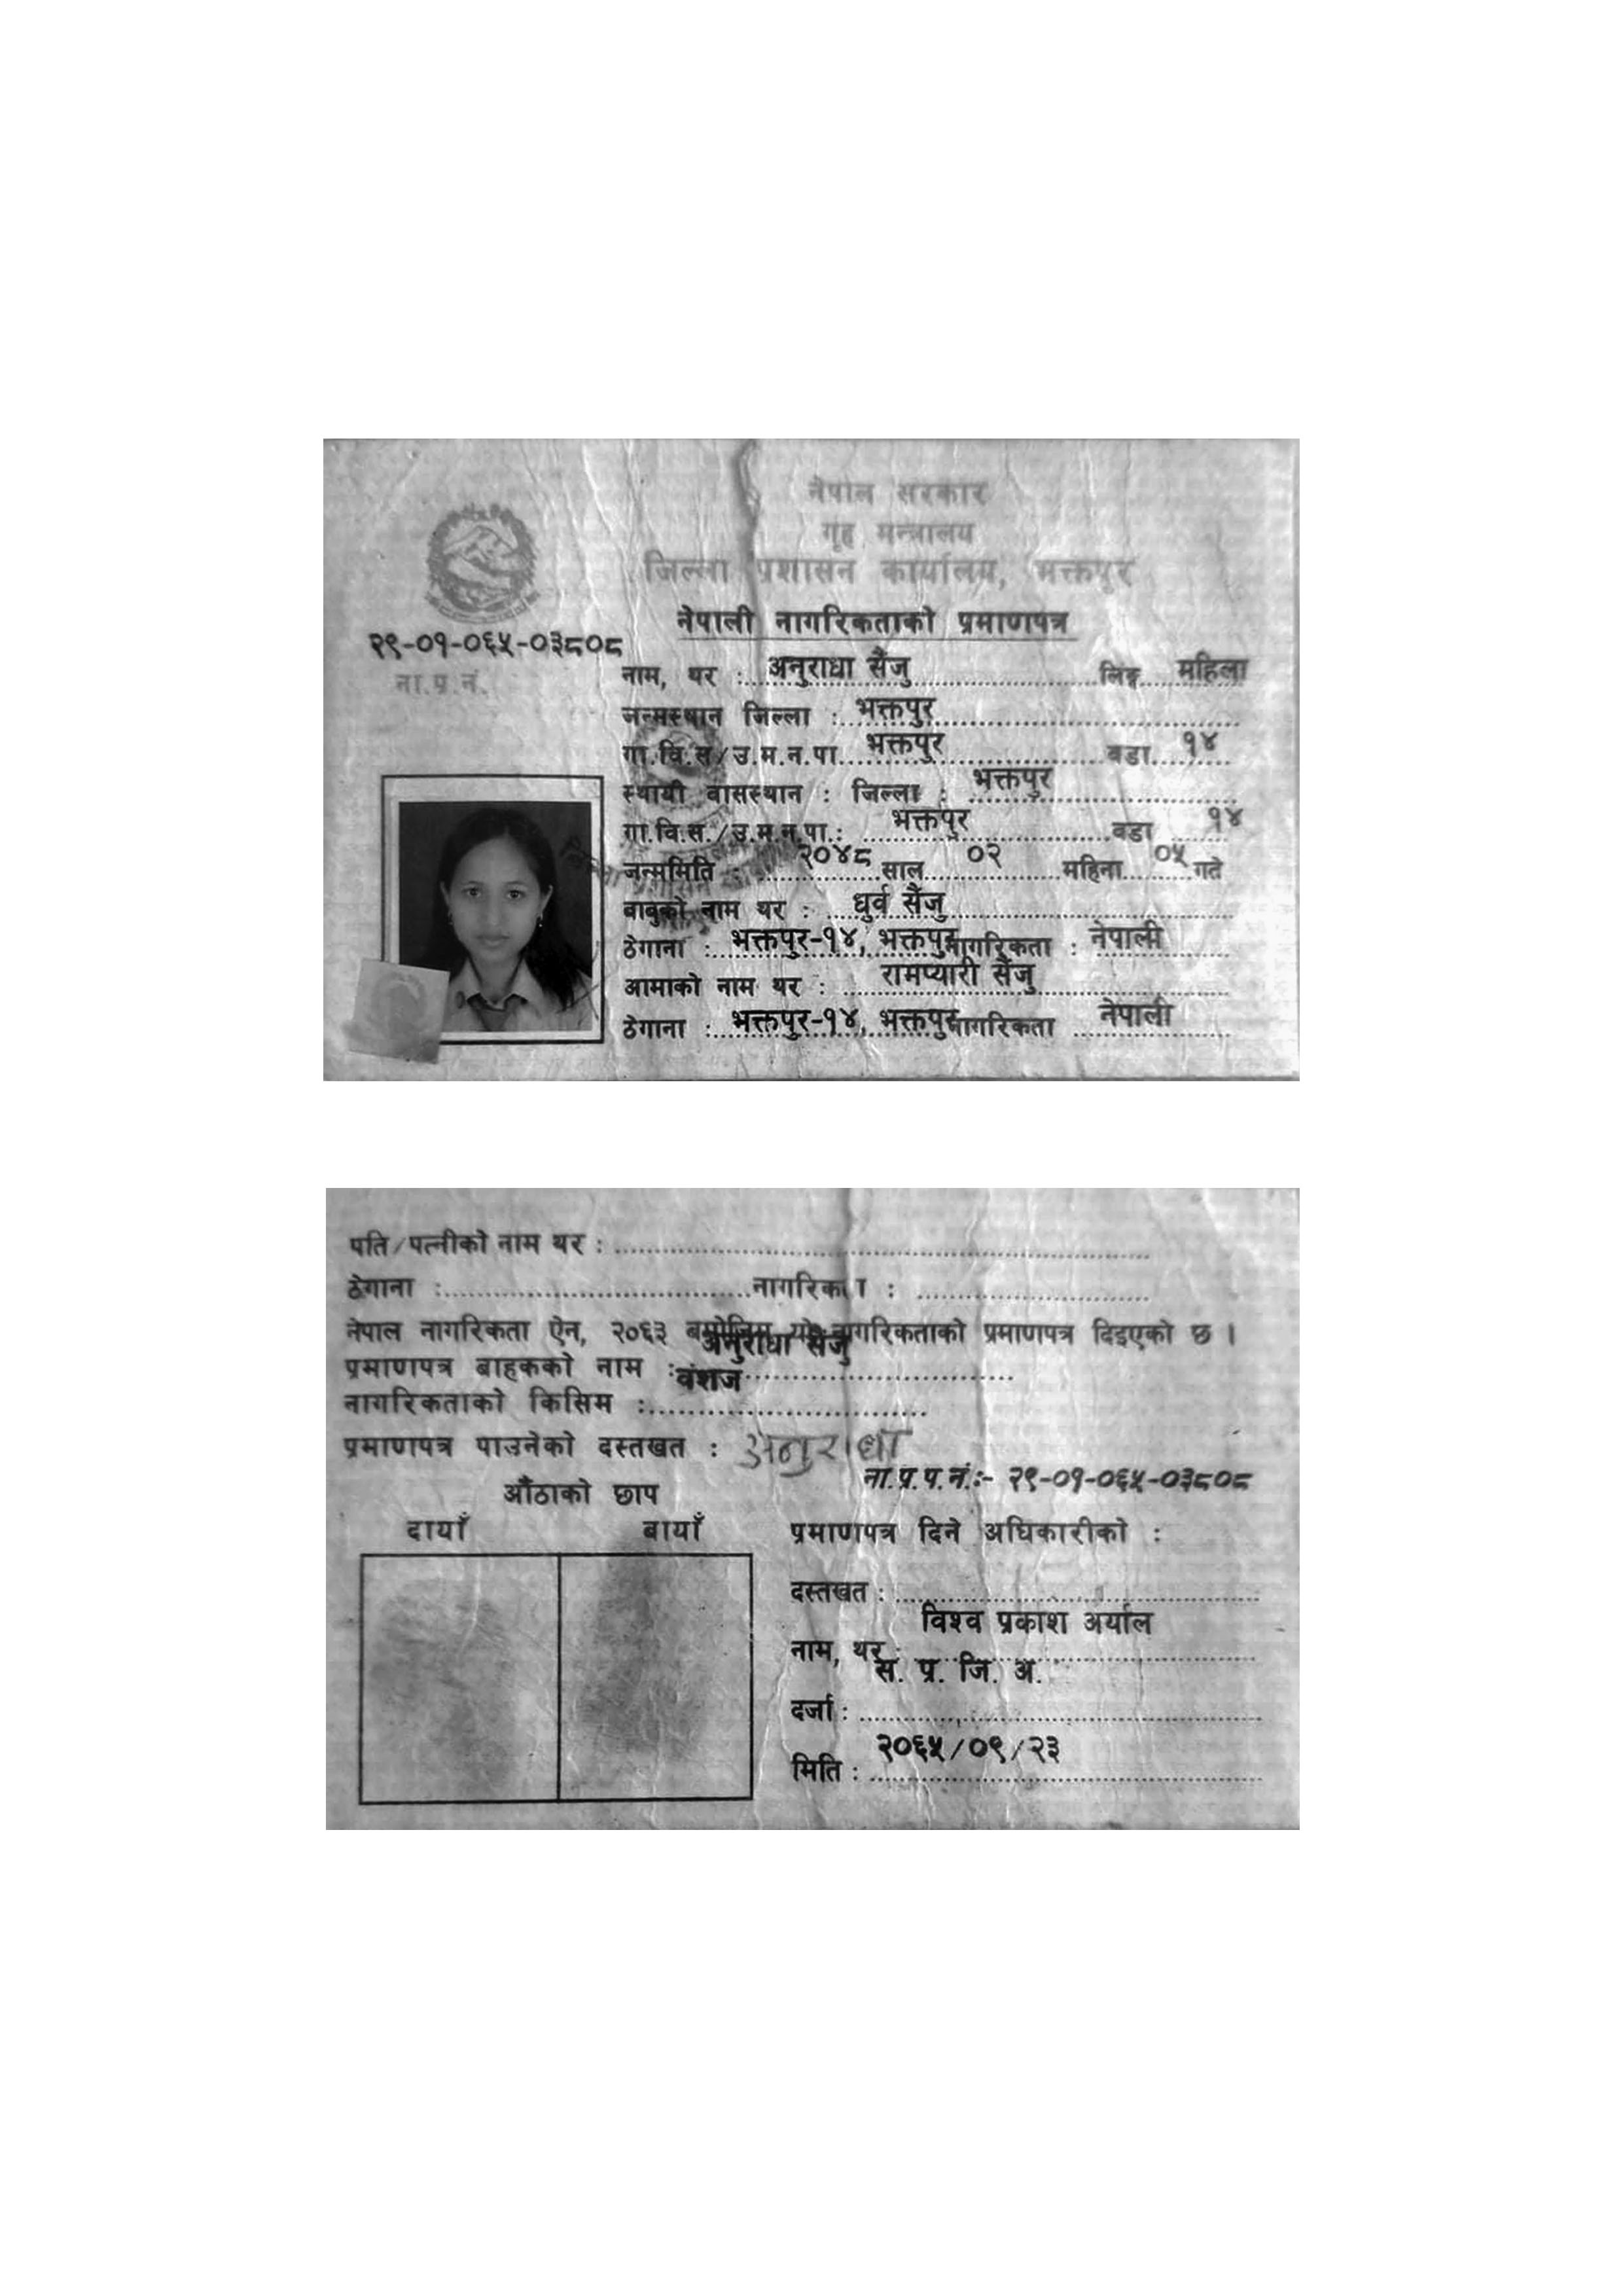 नेपाल सरकार
गृह मन्त्रालय
जिल्ला प्रशासन कार्यालय, भक्तपुर
नेपाली नागरिकताको प्रमाणपत्र
२९-०१-०६५-०३८०८
ना.प्र.नं.
नाम, थर : अनुराधा सैंजु लिङ्ग महिला
जन्मस्थान जिल्ला : भक्तपुर
गा.वि.स/उ.म.न.पा. भक्तपुर वडा १४
स्थायी वासस्थान : जिल्ला : भक्तपुर
गा.वि.स./उ.म.न.पा.: भक्तपुर वडा १४
जन्ममिति : २०४८ साल ०२ महिना ०५ गते
बाबुको नाम थर : धुर्व सैंजु
ठेगाना : भक्तपुर-१४, भक्तपुर नागरिकता : नेपाली
आमाको नाम थर : रामप्यारी सैंजु
ठेगाना : भक्तपुर-१४, भक्तपुर नागरिकता नेपाली
पति/पत्नीको नाम थर :
ठेगाना : नागरिकता :
नेपाल नागरिकता ऐन, २०६३ बमोजिम यो नागरिकताको प्रमाणपत्र दिइएको छ ।
प्रमाणपत्र बाहकको नाम : अनुराधा सैंजु
नागरिकताको किसिम : वंशज
प्रमाणपत्र पाउनेको दस्तखत : अनुराधा
ना.प्र.प.नं.:- २९-०१-०६५-०३८०८
औंठाको छाप
दायाँ बायाँ
प्रमाणपत्र दिने अधिकारीको :
दस्तखत :
नाम, थर : विश्व प्रकाश अर्याल
दर्जा : स. प्र. जि. अ.
मिति : २०६५/०९/२३